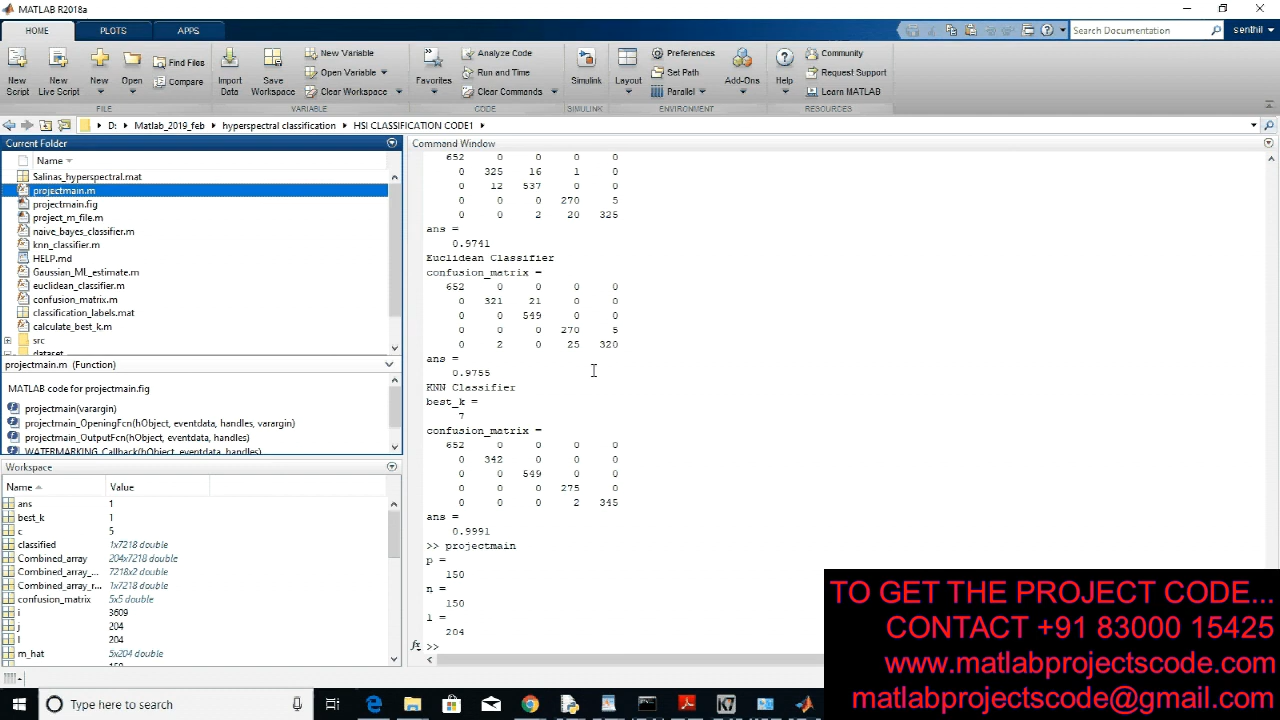 MATLAB R2018a
HOME
PLOTS
APPS
Search Documentation
senthil
New Script
New Live Script
New
Open
Find Files
Compare
Import Data
Save Workspace
New Variable
Open Variable
Clear Workspace
Favorites
Analyze Code
Run and Time
Clear Commands
Simulink
Layout
Preferences
Set Path
Parallel
Add-Ons
Help
Community
Request Support
Learn MATLAB
FILE
VARIABLE
CODE
SIMULINK
ENVIRONMENT
RESOURCES
D: Matlab_2019_feb hyperspectral classification HSI CLASSIFICATION CODE1
Current Folder
Name
Salinas_hyperspectral.mat
projectmain.m
projectmain.fig
project_m_file.m
naive_bayes_classifier.m
knn_classifier.m
HELP.md
Gaussian_ML_estimate.m
euclidean_classifier.m
confusion_matrix.m
classification_labels.mat
calculate_best_k.m
src
dataset
projectmain.m (Function)
MATLAB code for projectmain.fig
projectmain(varargin)
projectmain_OpeningFcn(hObject, eventdata, handles, varargin)
projectmain_OutputFcn(hObject, eventdata, handles)
WATERMARKING_Callback(hObject, eventdata, handles)
Workspace
Name Value
ans 1
best_k 1
c 5
classified 1x7218 double
Combined_array 204x7218 double
Combined_array_... 7218x2 double
Combined_array_r... 1x7218 double
confusion_matrix 5x5 double
i 3609
j 204
l 204
m_hat 5x204 double
Command Window
652 0 0 0 0
0 325 16 1 0
0 12 537 0 0
0 0 0 270 5
0 0 2 20 325
ans =
0.9741
Euclidean Classifier
confusion_matrix =
652 0 0 0 0
0 321 21 0 0
0 0 549 0 0
0 0 0 270 5
0 2 0 25 320
ans =
0.9755
KNN Classifier
best_k =
7
confusion_matrix =
652 0 0 0 0
0 342 0 0 0
0 0 549 0 0
0 0 0 275 0
0 0 0 2 345
ans =
0.9991
>> projectmain
p =
150
n =
150
l =
204
fx >>
TO GET THE PROJECT CODE...
CONTACT +91 83000 15425
www.matlabprojectscode.com
matlabprojectscode@gmail.com
Type here to search